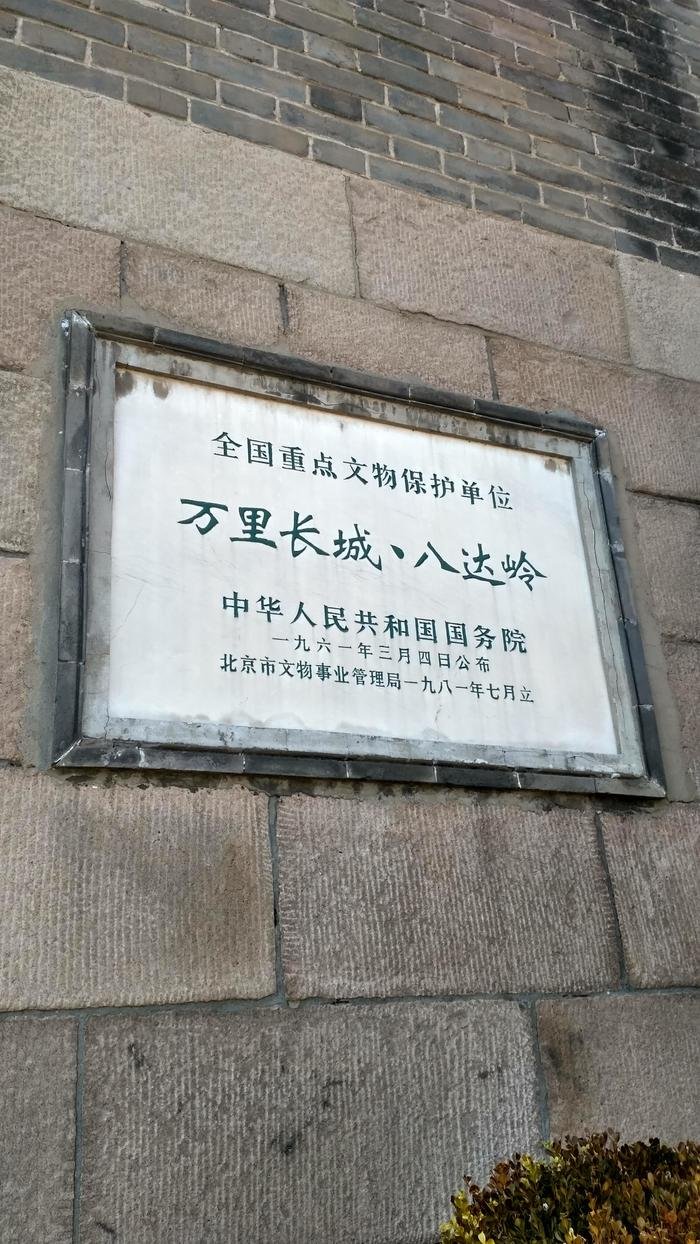 全国重点文物保护单位
万里长城、八达岭
中华人民共和国国务院
一九六一年三月四日公布
北京市文物事业管理局一九八一年七月立